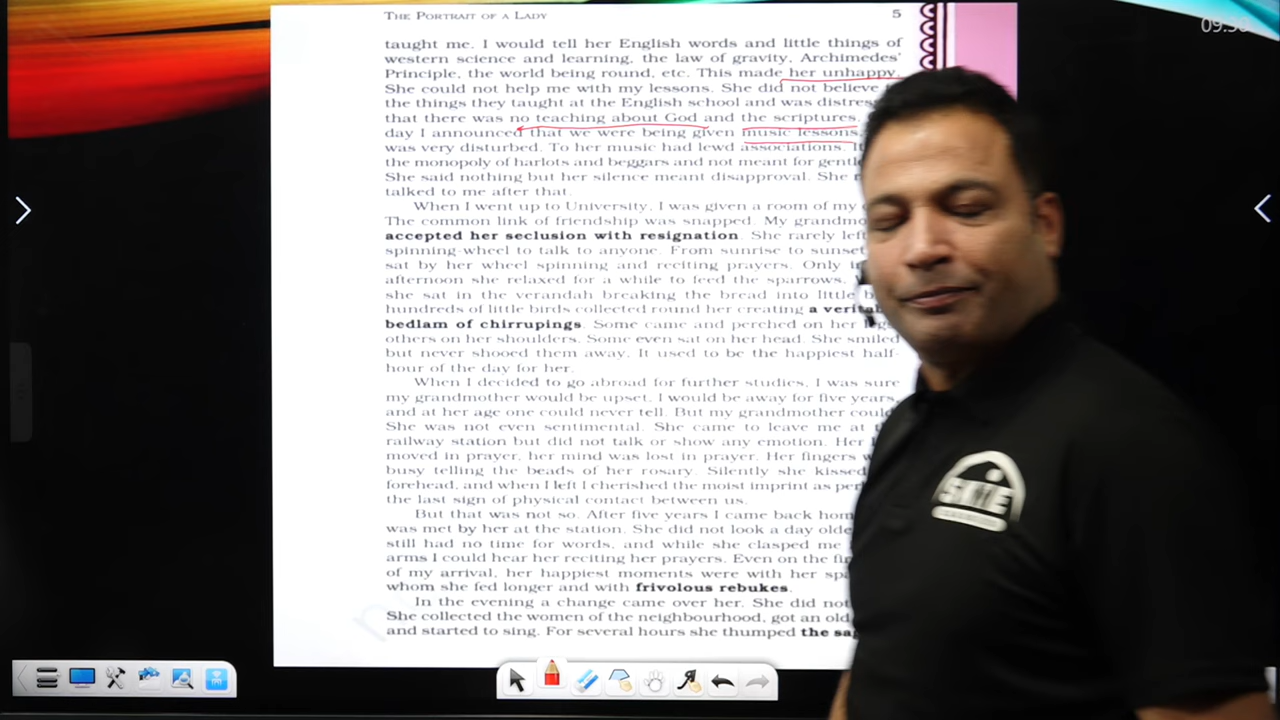 THE PORTRAIT OF A LADY 5
09:
taught me. I would tell her English words and little things of
western science and learning, the law of gravity, Archimedes'
Principle, the world being round, etc. This made her unhappy.
She could not help me with my lessons. She did not believe
the things they taught at the English school and was
that there was no teaching about God and the scriptures.
day I announced that we were being given music lessons.
was very disturbed. To her music had lewd associations.
the monopoly of harlots and beggars and not meant for
She said nothing but her silence meant disapproval. She
talked to me after that.
When I went up to University, I was given a room of my
The common link of friendship was snapped. My
accepted her seclusion with resignation. She rarely left
spinning-wheel to talk to anyone. From sunrise to sunset
sat by her wheel spinning and reciting prayers. Only
afternoon she relaxed for a while to feed the sparrows.
she sat in the verandah breaking the bread into little
hundreds of little birds collected round her creating a
bedlam of chirrupings. Some came and perched on her
others on her shoulders. Some even sat on her head. She smiled
but never shooed them away. It used to be the happiest half-
hour of the day for her.
When I decided to go abroad for further studies, I was sure
my grandmother would be upset. I would be away for five years,
and at her age one could never tell. But my grandmother could.
She was not even sentimental. She came to leave me at
railway station but did not talk or show any emotion. Her
moved in prayer, her mind was lost in prayer. Her fingers
busy telling the beads of her rosary. Silently she kissed
forehead, and when I left I cherished the moist imprint as
the last sign of physical contact between us.
But that was not so. After five years I came back
was met by her at the station. She did not look a day
still had no time for words, and while she clasped me
arms I could hear her reciting her prayers. Even on the
of my arrival, her happiest moments were with her
whom she fed longer and with frivolous rebukes.
In the evening a change came over her. She did not
She collected the women of the neighbourhood, got an old
and started to sing. For several hours she thumped the